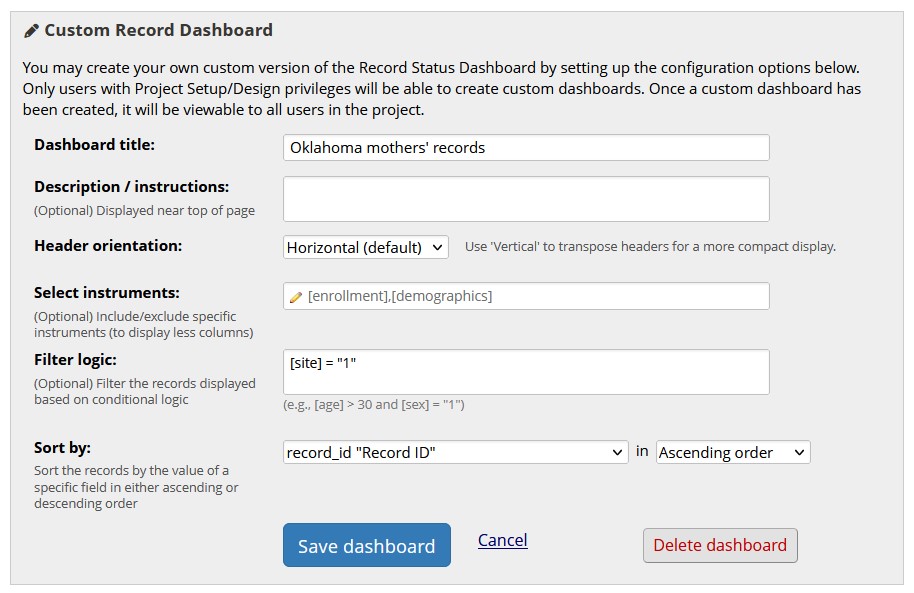 Custom Record Dashboard
You may create your own custom version of the Record Status Dashboard by setting up the configuration options below.
Only users with Project Setup/Design privileges will be able to create custom dashboards. Once a custom dashboard has
been created, it will be viewable to all users in the project.
Dashboard title:
Oklahoma mothers' records
Description / instructions:
(Optional) Displayed near top of page
Header orientation:
Horizontal (default)
Use 'Vertical' to transpose headers for a more compact display.
Select instruments:
(Optional) Include/exclude specific
instruments (to display less columns)
[enrollment],[demographics]
Filter logic:
(Optional) Filter the records displayed
based on conditional logic
[site] = "1"
(e.g., [age] > 30 and [sex] = "1")
Sort by:
Sort the records by the value of a
specific field in either ascending or
descending order
record_id "Record ID"
in
Ascending order
Save dashboard
Cancel
Delete dashboard